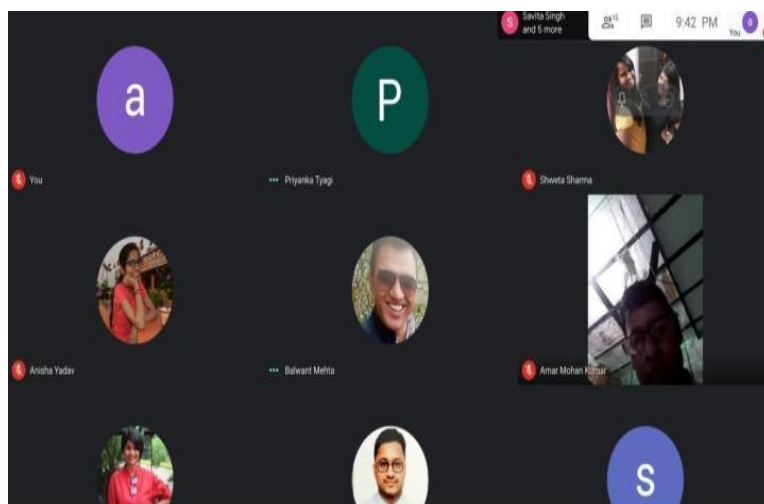 S Savita Singh
and 5 more
15
9:42 PM
You
a
a
P
You
Priyanka Tyagi
Shweta Sharma
Anisha Yadav
Balwant Mehta
Amar Mohan Kumar
S